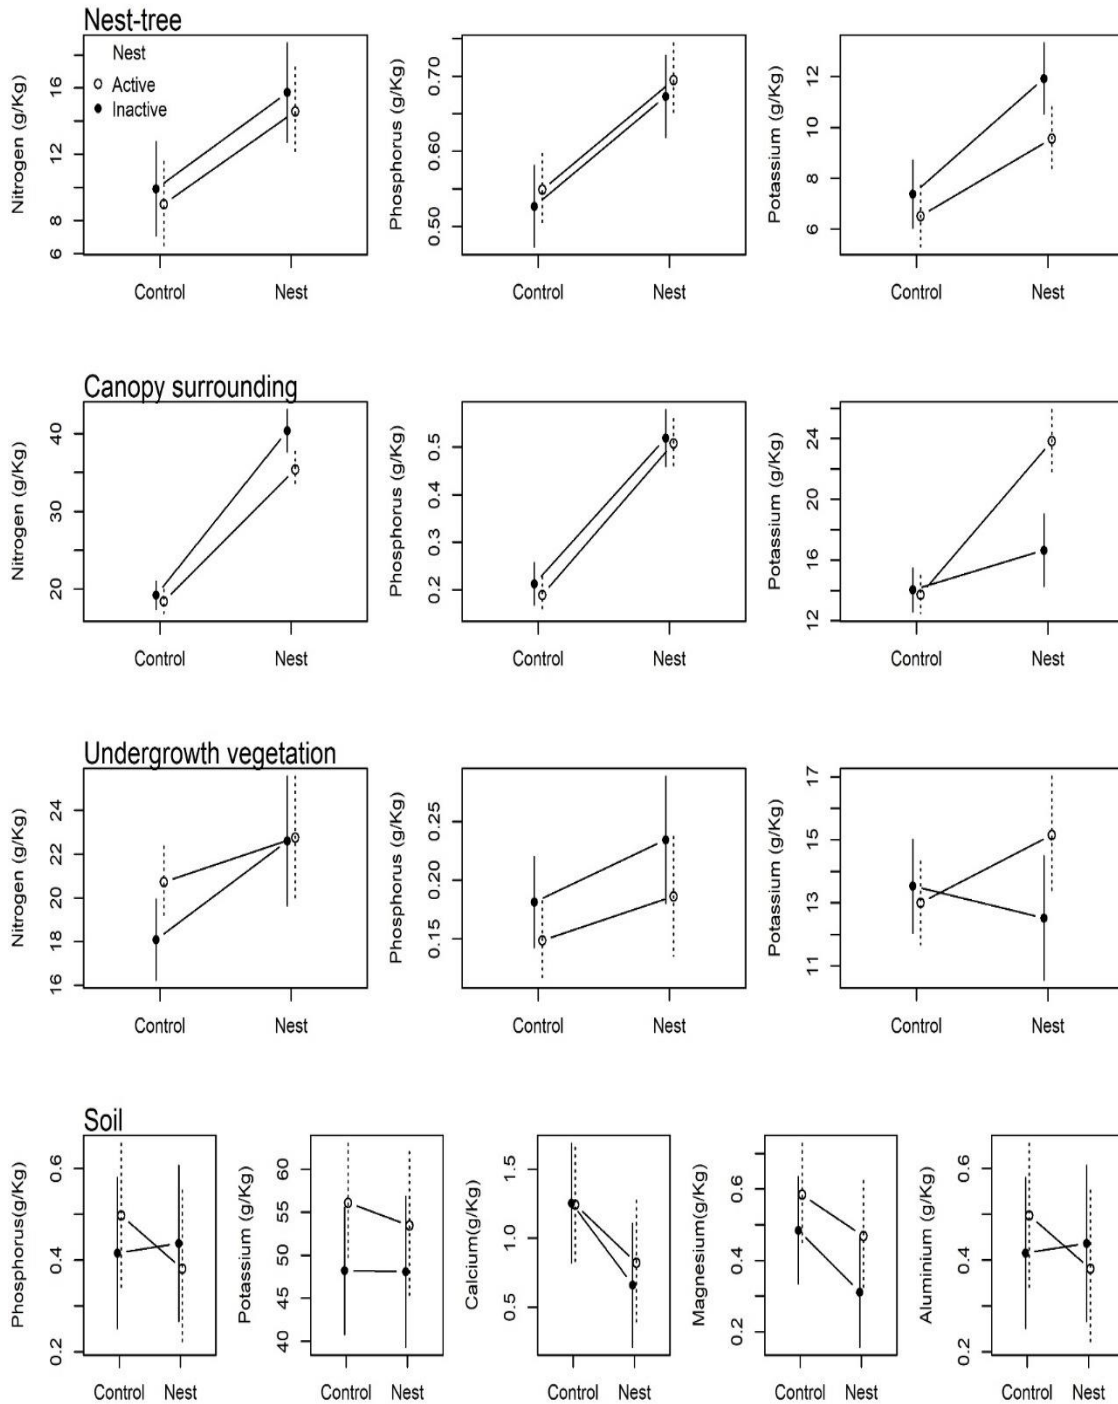 Nest-tree
Nest
Active
Inactive
Nitrogen (g/Kg)
6
8
12
16
Control
Nest
Phosphorus (g/Kg)
0.50
0.60
0.70
Control
Nest
Potassium (g/Kg)
6
8
10
12
Control
Nest
Canopy surrounding
Nitrogen (g/Kg)
20
30
40
Control
Nest
Phosphorus (g/Kg)
0.2
0.3
0.4
0.5
Control
Nest
Potassium (g/Kg)
12
16
20
24
Control
Nest
Undergrowth vegetation
Nitrogen (g/Kg)
16
18
20
22
24
Control
Nest
Phosphorus (g/Kg)
0.15
0.20
0.25
Control
Nest
Potassium (g/Kg)
11
13
15
17
Control
Nest
Soil
Phosphorus(g/Kg)
0.2
0.4
0.6
Control
Nest
Potassium (g/Kg)
40
45
50
55
60
Control
Nest
Calcium(g/Kg)
0.5
1.0
1.5
Control
Nest
Magnesium(g/Kg)
0.2
0.4
0.6
Control
Nest
Aluminium (g/Kg)
0.2
0.4
0.6
Control
Nest